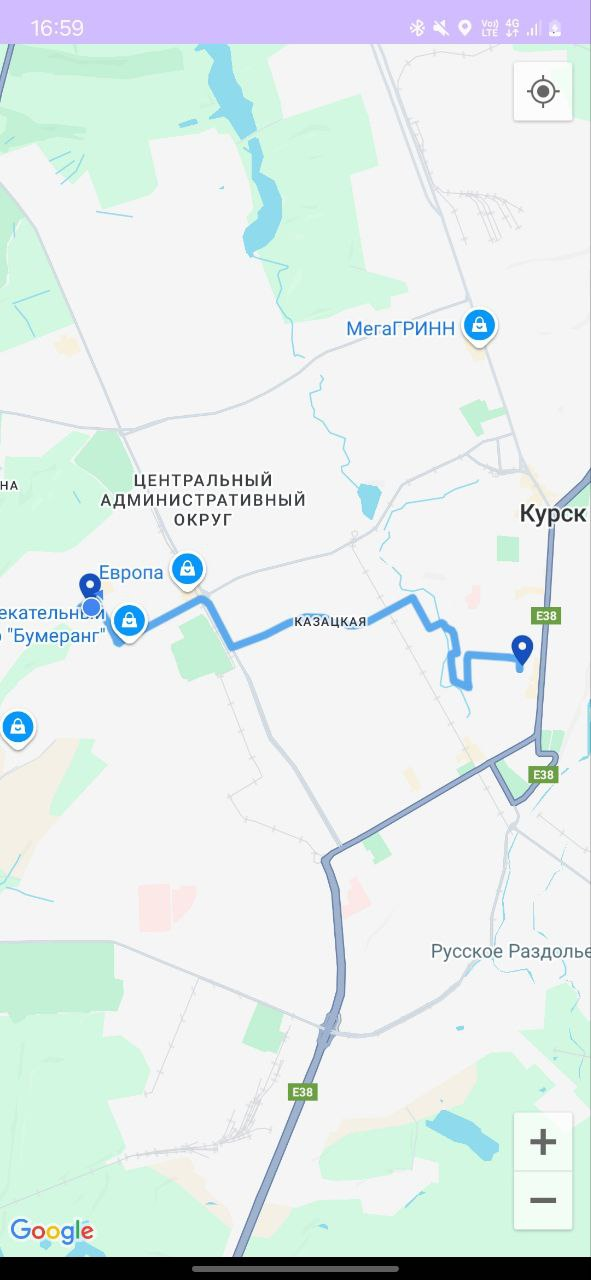 16:59
Vo))
LTE
4G
МегаГРИНН
НА
ЦЕНТРАЛЬНЫЙ
АДМИНИСТРАТИВНЫЙ
ОКРУГ
Курск
Европа
екательный
р "Бумеранг"
КАЗАЦКАЯ
E38
E38
Русское Раздолье
E38
Google